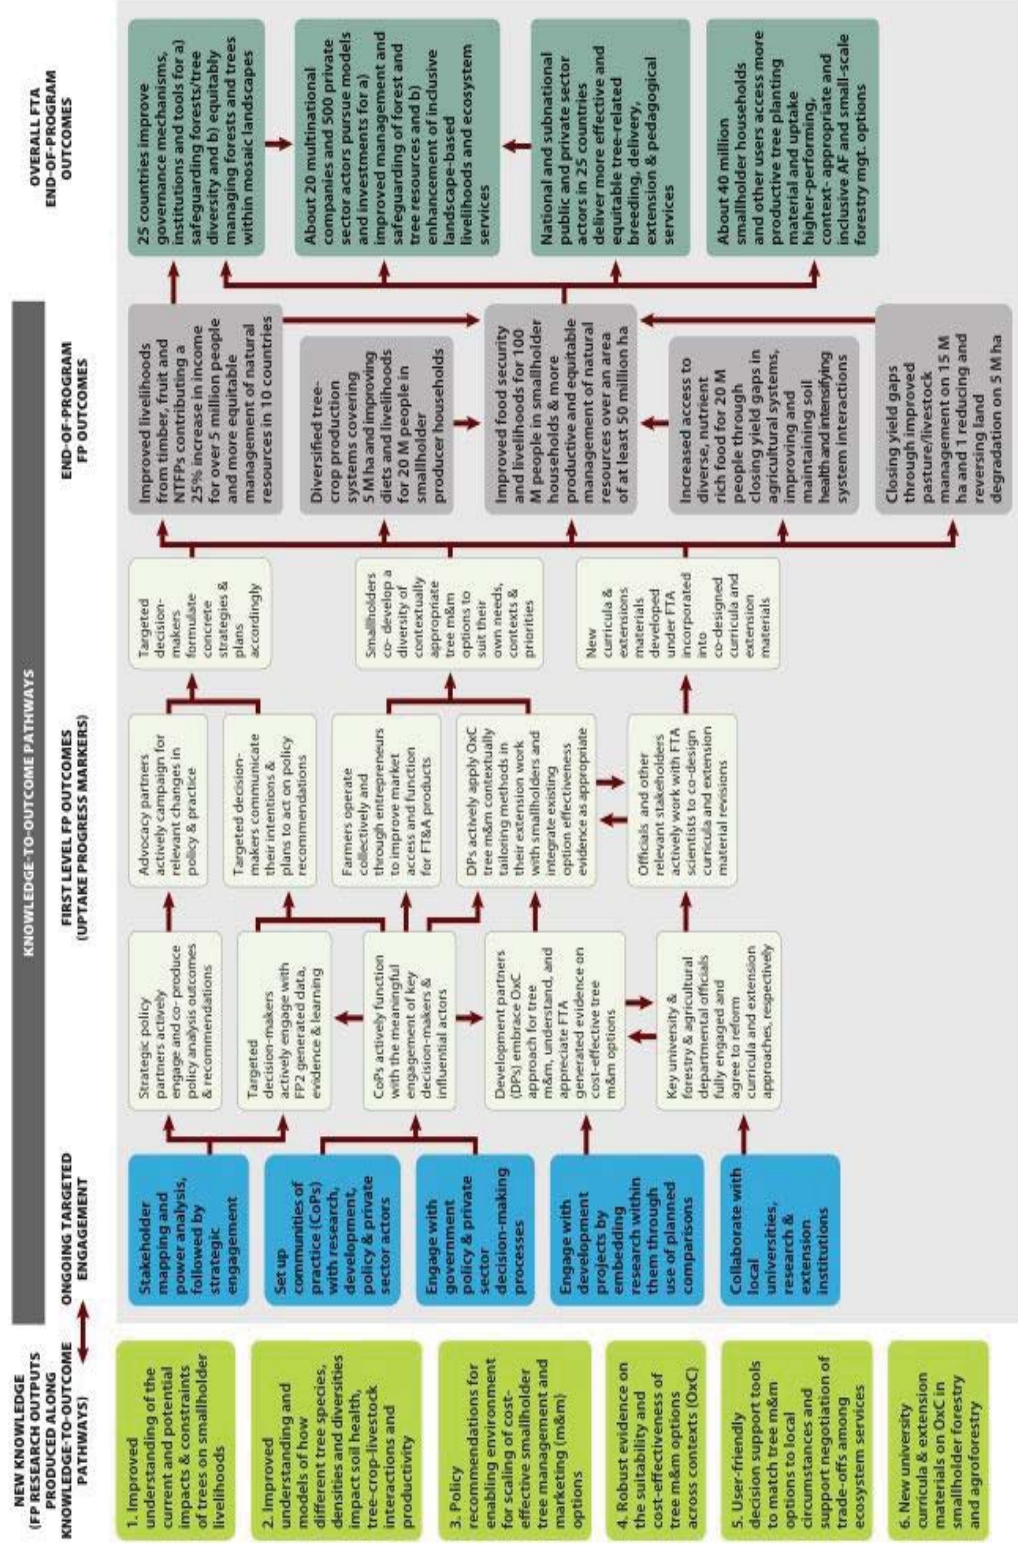 KNOWLEDGE-TO-OUTCOME PATHWAYS
NEW KNOWLEDGE
(FP RESEARCH OUTPUTS
PRODUCED ALONG
KNOWLEDGE-TO-OUTCOME
PATHWAYS)
ONGOING TARGETED
ENGAGEMENT
FIRST LEVEL FP OUTCOMES
(UPTAKE PROGRESS MARKERS)
END-OF-PROGRAM
FP OUTCOMES
OVERALL FTA
END-OF-PROGRAM
OUTCOMES
1. Improved
understanding of the
current and potential
impacts & constraints
of trees on smallholder
livelihoods
2. Improved
understanding and
models of how
different tree species,
densities and diversities
impact soil health,
tree-crop-livestock
interactions and
productivity
3. Policy
recommendations for
enabling environment
for scaling of cost-
effective smallholder
tree management and
marketing (m&m)
options
4. Robust evidence on
the suitability and
cost-effectiveness of
tree m&m options
across contexts (OxC)
5. User-friendly
decision support tools
to match tree m&m
options to local
circumstances and
support negotiation of
trade-offs among
ecosystem services
6. New university
curricula & extension
materials on OxC in
smallholder forestry
and agroforestry
Stakeholder
mapping and
power analysis,
followed by
strategic
engagement
Set up
communities of
practice (CoPs)
with research,
development,
policy & private
sector actors
Engage with
government
policy & private
sector
decision-making
processes
Engage with
development
projects by
embedding
research within
them through
use of planned
comparisons
Collaborate with
local
universities,
research &
extension
institutions
Strategic policy
partners actively
engage and co- produce
policy analysis outcomes
& recommendations
Targeted
decision-makers
actively engage with
FP2 generated data,
evidence & learning
CoPs actively function
with the meaningful
engagement of key
decision-makers &
influential actors
Development partners
(DPs) embrace OxC
approach for tree
m&m, understand, and
appreciate FTA
generated evidence on
cost-effective tree
m&m options
Key university &
forestry & agricultural
departmental officials
fully engaged and
agree to reform
curricula and extension
approaches, respectively
Advocacy partners
actively campaign for
relevant changes in
policy & practice
Targeted decision-
makers communicate
their intentions &
plans to act on policy
recommendations
Farmers operate
collectively and
through entrepreneurs
to improve market
access and function
for FT&A products
DPs actively apply OxC
tree m&m contextually
tailoring methods in
their extension work
with smallholders and
integrate existing
option effectiveness
evidence as appropriate
Officials and other
relevant stakeholders
actively work with FTA
scientists to co-design
curricula and extension
material revisions
Targeted
decision-
makers
formulate
concrete
strategies &
plans
accordingly
Smallholders
co- develop a
diversity of
contextually
appropriate
tree m&m
options to
suit their
own needs,
contexts &
priorities
New
curricula &
extensions
materials
developed
under FTA
incorporated
into
co-designed
curricula and
extension
materials
Improved livelihoods
from timber, fruit and
NTFPs contributing a
25% increase in income
for over 5 million people
and more equitable
management of natural
resources in 10 countries
Diversified tree-
crop production
systems covering
5 M ha and improving
diets and livelihoods
for 20 M people in
smallholder
producer households
Improved food security
and livelihoods for 100
M people in smallholder
households & more
productive and equitable
management of natural
resources over an area
of at least 50 million ha
Increased access to
diverse, nutrient
rich food for 20 M
people through
closing yield gaps in
agricultural systems,
improving and
maintaining soil
health and intensifying
system interactions
Closing yield gaps
through improved
pasture/livestock
management on 15 M
ha and 1 reducing and
reversing land
degradation on 5 M ha
25 countries improve
governance mechanisms,
institutions and tools for a)
safeguarding forests/tree
diversity and b) equitably
managing forests and trees
within mosaic landscapes
About 20 multinational
companies and 500 private
sector actors pursue models
and investments for a)
improved management and
safeguarding of forest and
tree resources and b)
enhancement of inclusive
landscape-based
livelihoods and ecosystem
services
National and subnational
public and private sector
actors in 25 countries
deliver more effective and
equitable tree-related
breeding, delivery,
extension & pedagogical
services
About 40 million
smallholder households
and other users access more
productive tree planting
material and uptake
higher-performing,
context- appropriate and
inclusive AF and small-scale
forestry mgt. options